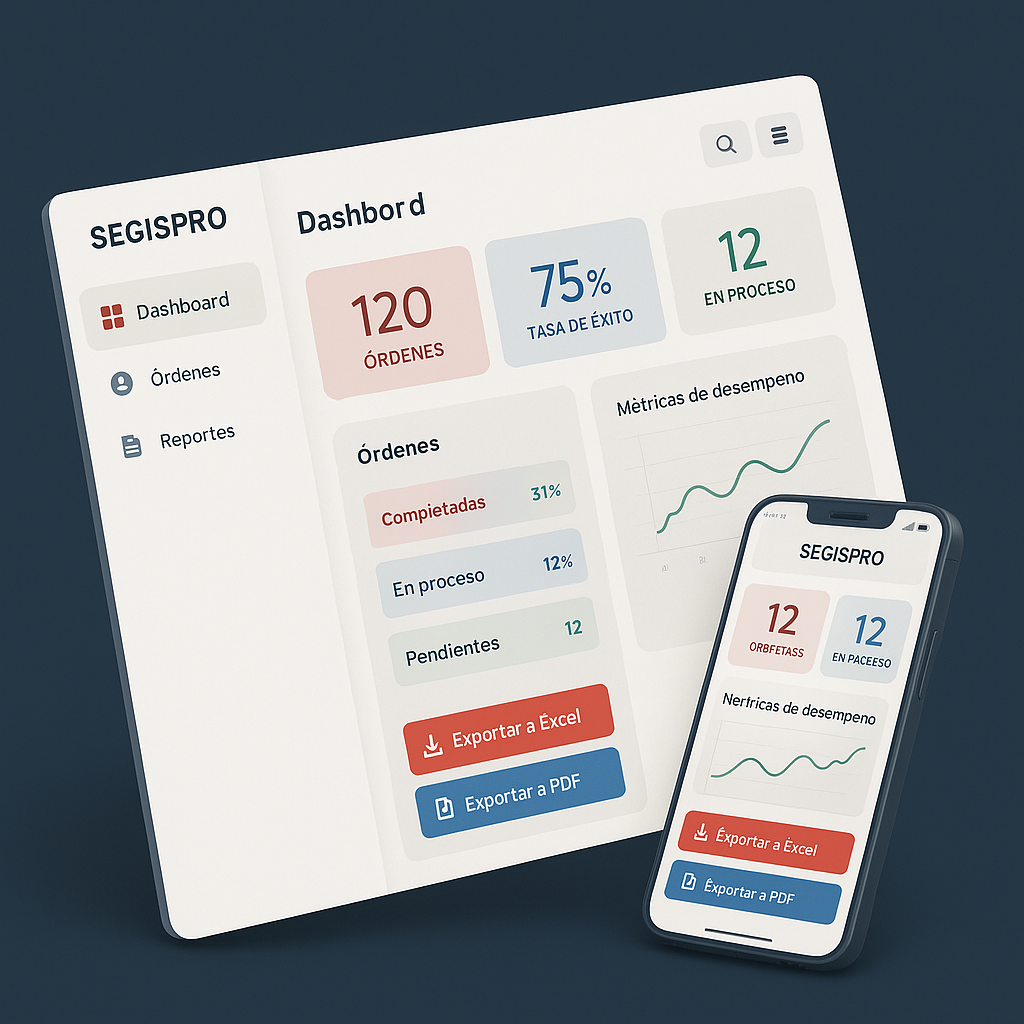 SEGISPRO
Dashboard
Órdenes
Reportes
Dashbord
120
ÓRDENES
75%
TASA DE ÉXITO
12
EN PROCESO
Órdenes
Compietadas 31%
En proceso 12%
Pendientes 12
Exportar a Éxcel
Exportar a PDF
Mètricas de desempeno
SEGISPRO
12
ORBFETASS
12
EN PACEESO
Nertricas de desempeno
Éxportar a Èxcel
Éxportar a PDF